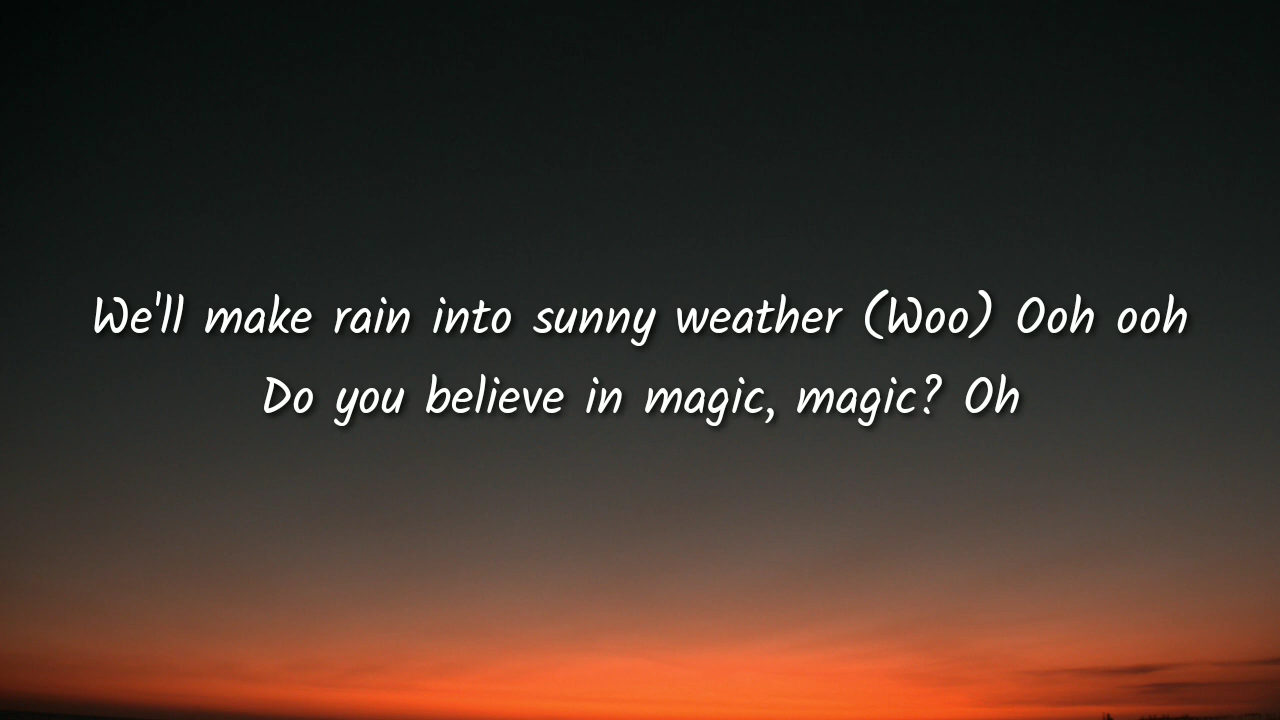 We'll make rain into sunny weather (Woo) Ooh ooh
Do you believe in magic, magic? Oh